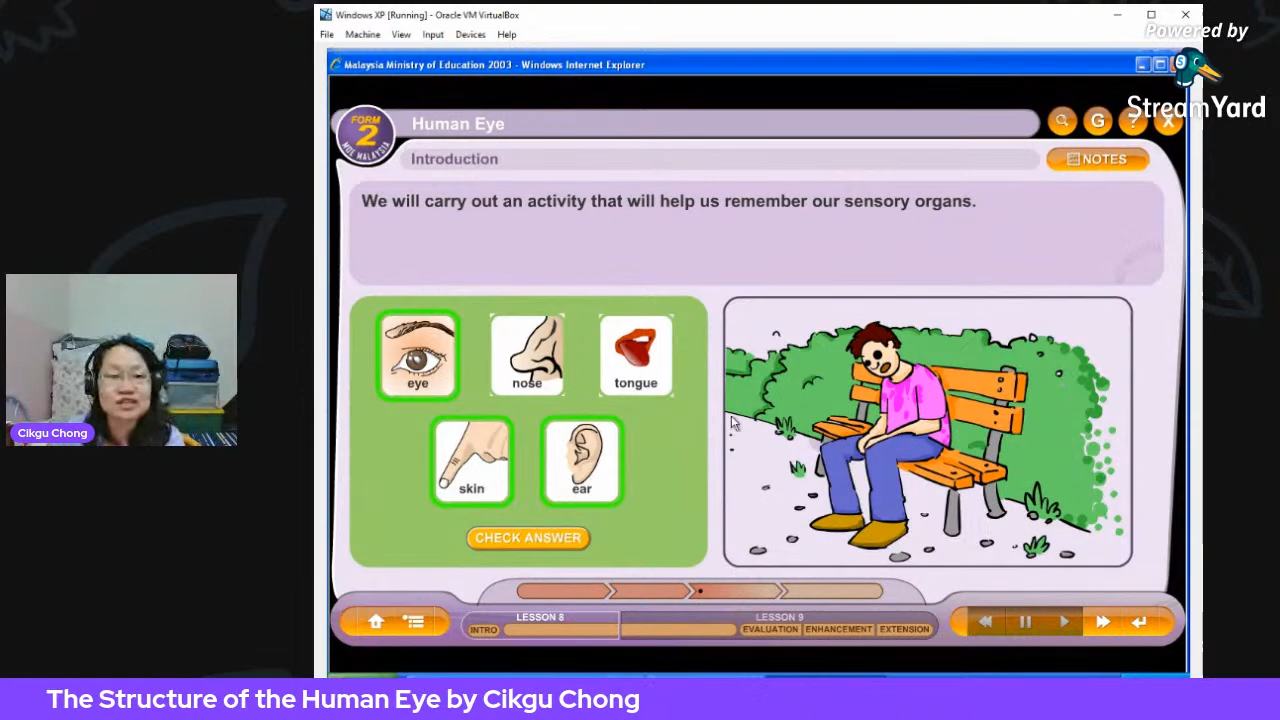 Windows XP [Running] - Oracle VM VirtualBox
File Machine View Input Devices Help
Powered by
StreamYard
Malaysia Ministry of Education 2003 - Windows Internet Explorer
FORM
2
MOE MALAYSIA
Human Eye
G ? X
Introduction
NOTES
We will carry out an activity that will help us remember our sensory organs.
eye
nose
tongue
skin
ear
CHECK ANSWER
Cikgu Chong
LESSON 8
LESSON 9
INTRO
EVALUATION ENHANCEMENT EXTENSION
The Structure of the Human Eye by Cikgu Chong